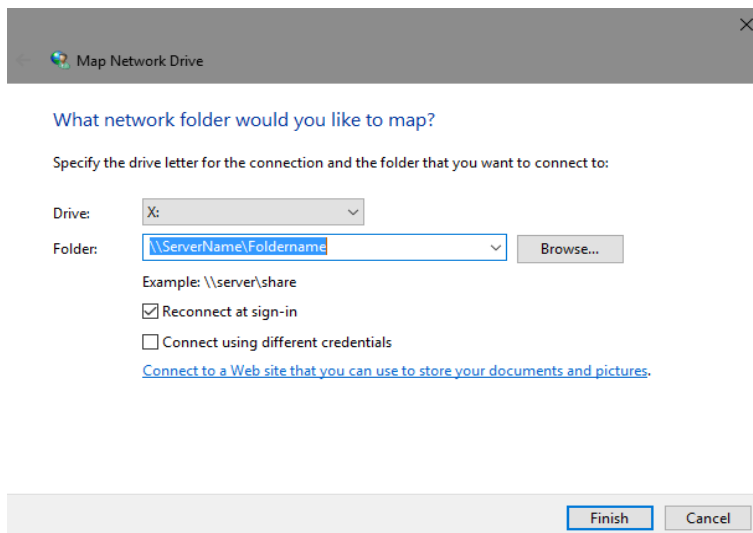 Map Network Drive
What network folder would you like to map?
Specify the drive letter for the connection and the folder that you want to connect to:
Drive: X:
Folder: \\ServerName\Foldername Browse...
Example: \\server\share
Reconnect at sign-in
Connect using different credentials
Connect to a Web site that you can use to store your documents and pictures.
Finish Cancel